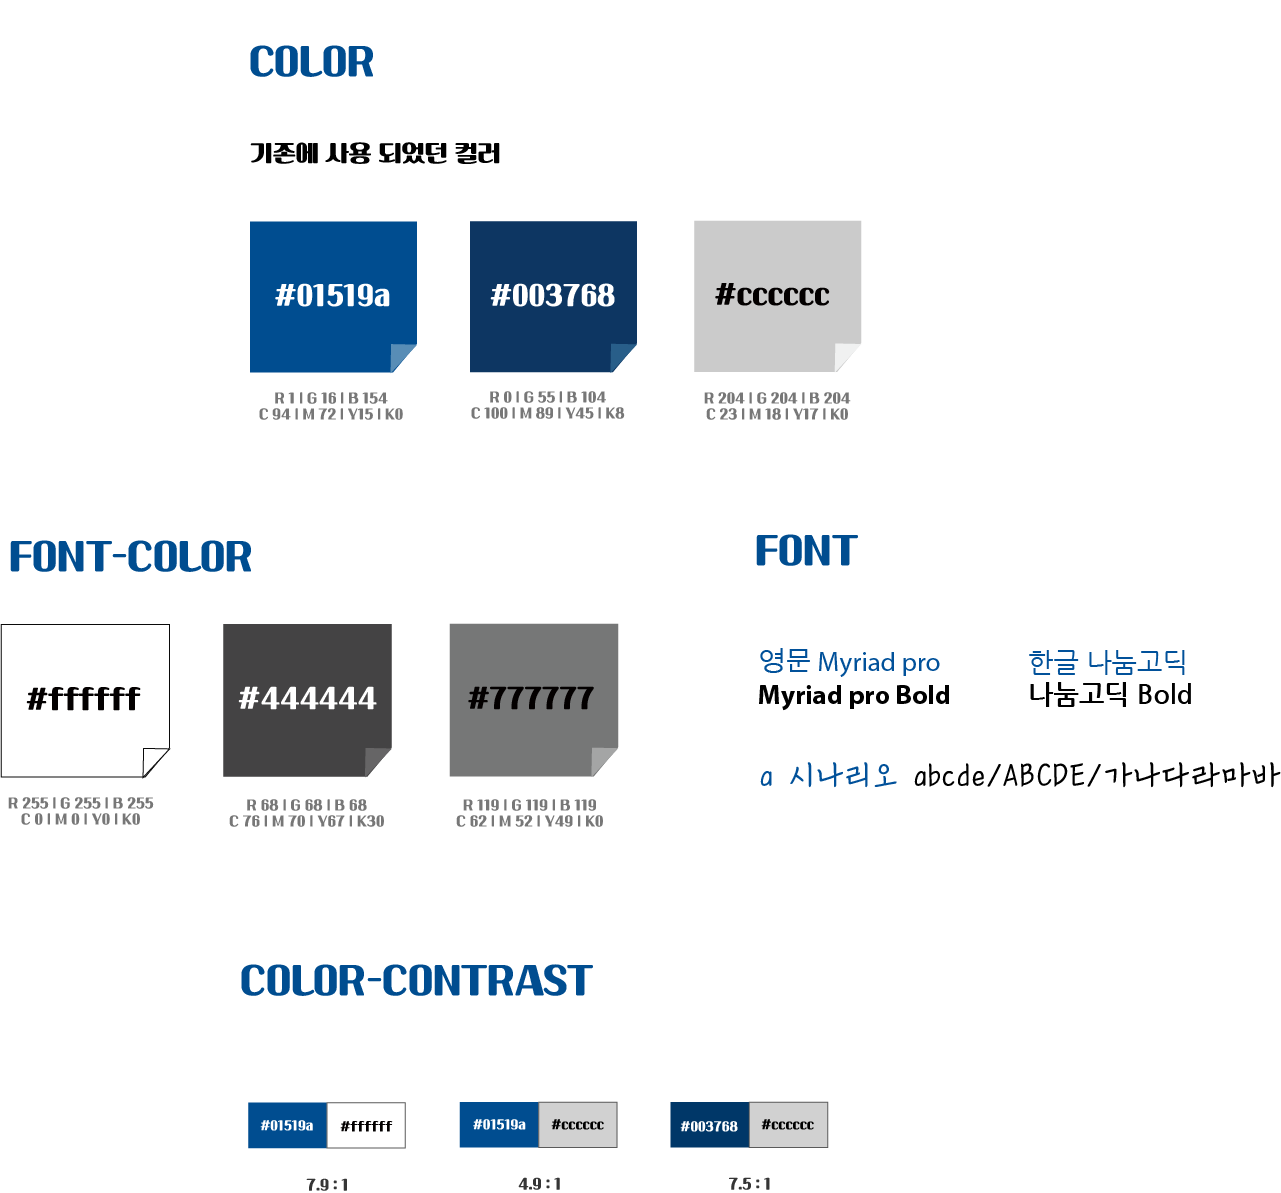 COLOR
기존에 사용 되었던 컬러
#01519a
#003768
#cccccc
R 1 | G 16 | B 154
C 94 | M 72 | Y15 | K0
R 0 | G 55 | B 104
C 100 | M 89 | Y45 | K8
R 204 | G 204 | B 204
C 23 | M 18 | Y17 | K0
FONT-COLOR
#ffffff
#444444
#777777
R 255 | G 255 | B 255
C 0 | M 0 | Y0 | K0
R 68 | G 68 | B 68
C 76 | M 70 | Y67 | K30
R 119 | G 119 | B 119
C 62 | M 52 | Y49 | K0
FONT
영문 Myriad pro
Myriad pro Bold
한글 나눔고딕
나눔고딕 Bold
a 시나리오 abcde/ABCDE/가나다라마바
COLOR-CONTRAST
#01519a #ffffff
7.9 : 1
#01519a #cccccc
4.9 : 1
#003768 #cccccc
7.5 : 1